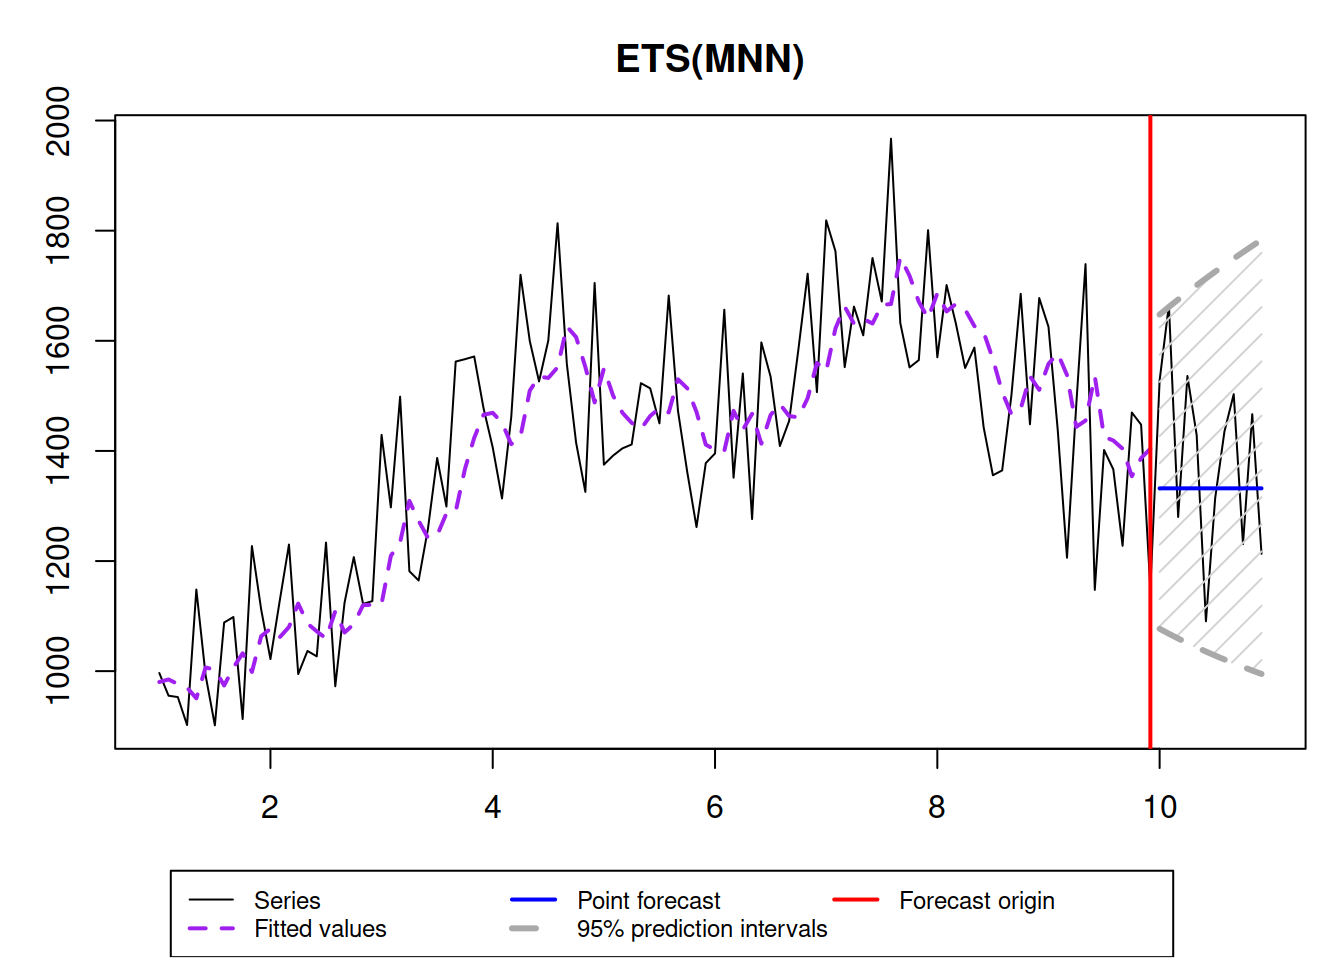 ETS(MNN)
2000
1800
1600
1400
1200
1000
2 4 6 8 10
Series Point forecast Forecast origin
Fitted values 95% prediction intervals